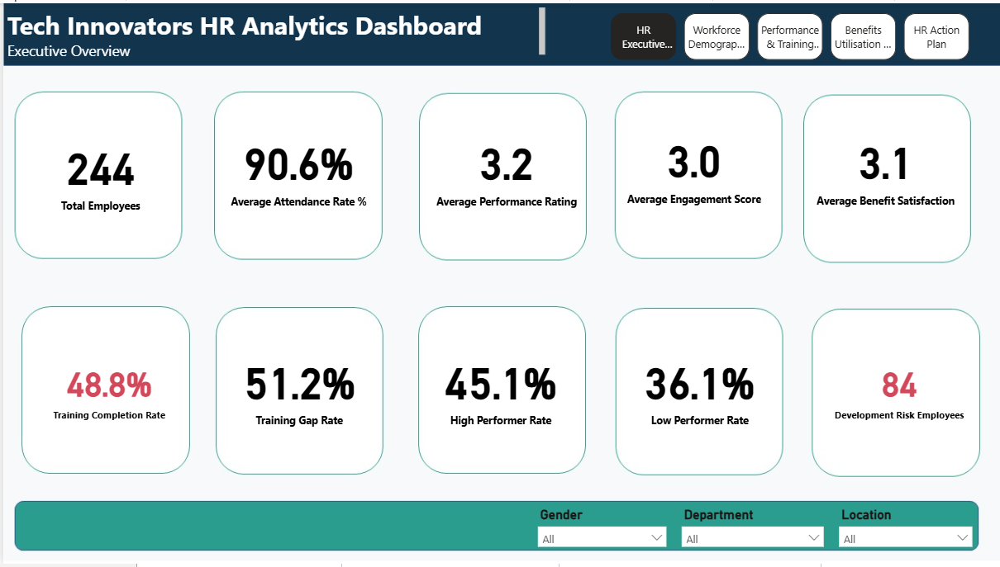 Tech Innovators HR Analytics Dashboard
Executive Overview
HR
Executive...
Workforce
Demograp...
Performance
& Training..
Benefits
Utilisation ...
HR Action
Plan
244
Total Employees
90.6%
Average Attendance Rate %
3.2
Average Performance Rating
3.0
Average Engagement Score
3.1
Average Benefit Satisfaction
48.8%
Training Completion Rate
51.2%
Training Gap Rate
45.1%
High Performer Rate
36.1%
Low Performer Rate
84
Development Risk Employees
Gender
All
Department
All
Location
All